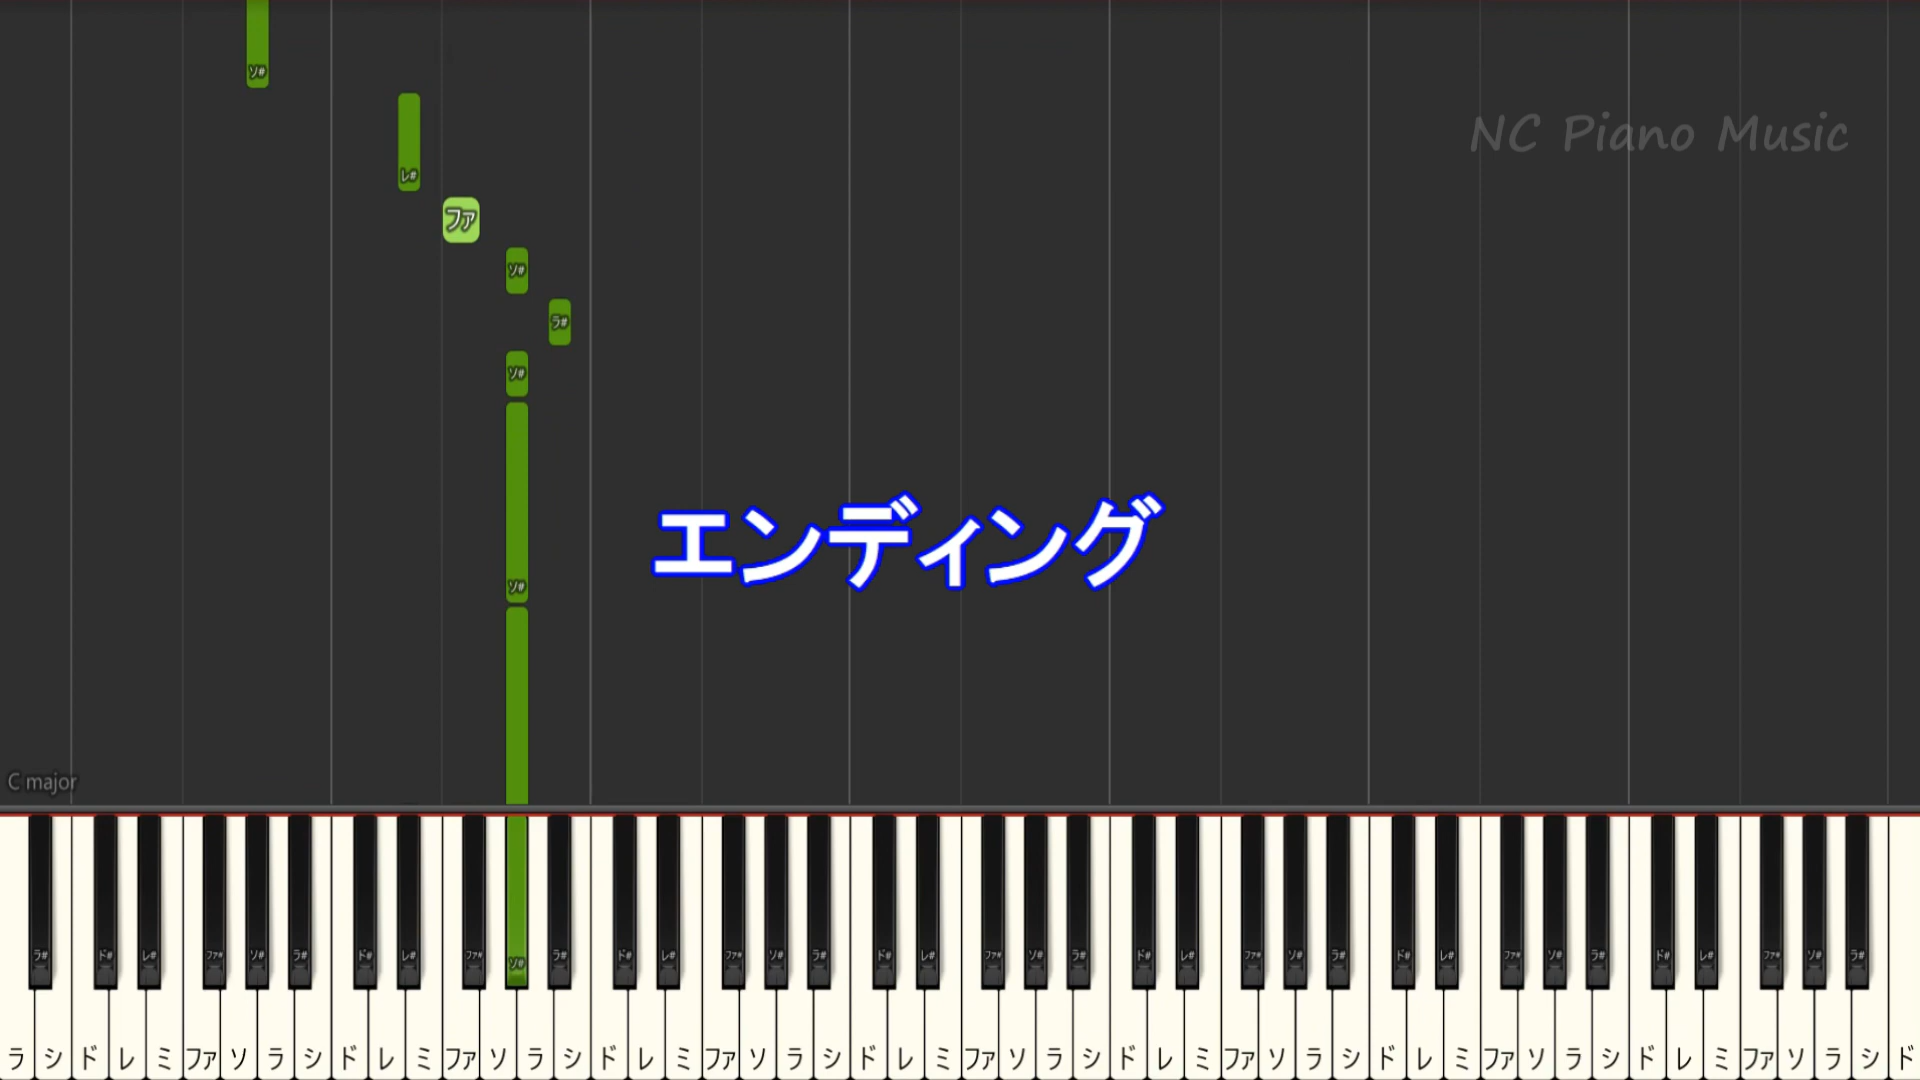 ソ#
NC Piano Music
レ#
ファ
ソ#
ラ#
ソ#
エンディング
ソ#
C major
ラ# ド# レ# ファ# ソ# ラ# ド# レ# ファ# ソ# ラ# ド# レ# ファ# ソ# ラ# ド# レ# ファ# ソ# ラ# ド# レ# ファ# ソ# ラ# ド# レ# ファ# ソ# ラ# ド# レ# ファ# ソ# ラ#
ラ シ ド レ ミ ファ ソ ラ シ ド レ ミ ファ ソ ラ シ ド レ ミ ファ ソ ラ シ ド レ ミ ファ ソ ラ シ ド レ ミ ファ ソ ラ シ ド レ ミ ファ ソ ラ シ ド レ ミ ファ ソ ラ シ ド